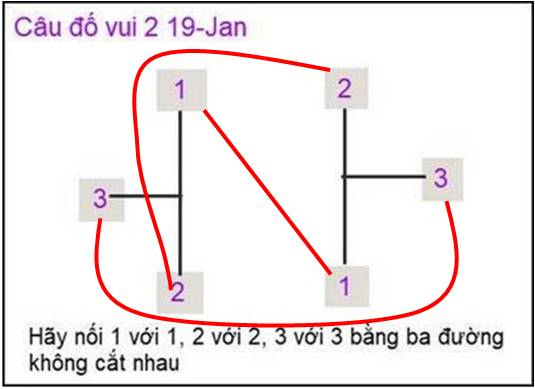 Câu đố vui 2 19-Jan
1 2
3 3
2 1
Hãy nối 1 với 1, 2 với 2, 3 với 3 bằng ba đường
không cắt nhau